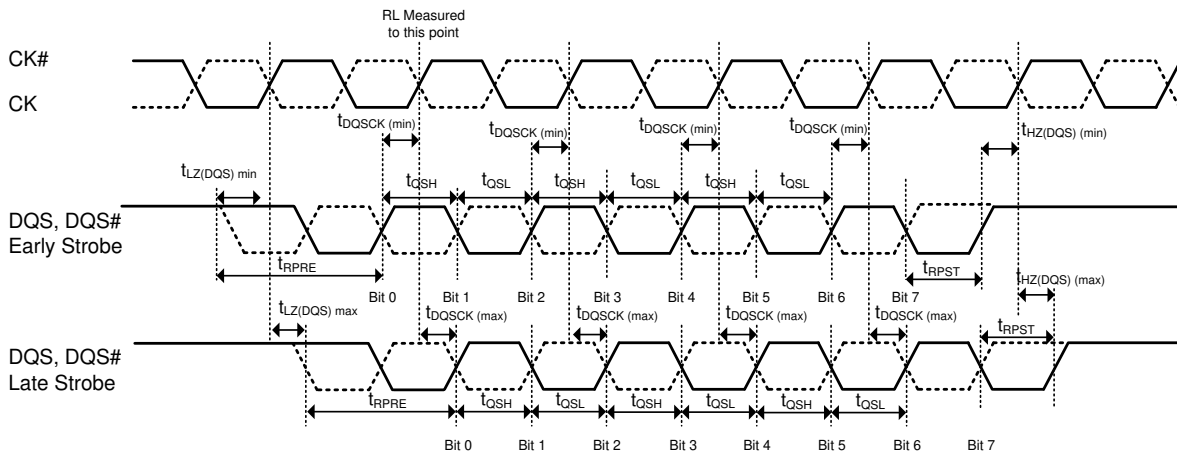 RL Measured
to this point
CK#
CK
tDQSCK (min)
tDQSCK (min)
tDQSCK (min)
tDQSCK (min)
tHZ(DQS) (min)
tLZ(DQS) min
tQSH
tQSL
tQSH
tQSL
tQSH
tQSL
DQS, DQS#
Early Strobe
tRPRE
tRPST
tHZ(DQS) (max)
Bit 0
Bit 1
Bit 2
Bit 3
Bit 4
Bit 5
Bit 6
Bit 7
tLZ(DQS) max
tDQSCK (max)
tDQSCK (max)
tDQSCK (max)
tDQSCK (max)
tRPST
DQS, DQS#
Late Strobe
tRPRE
tQSH
tQSL
tQSH
tQSL
tQSH
tQSL
Bit 0
Bit 1
Bit 2
Bit 3
Bit 4
Bit 5
Bit 6
Bit 7